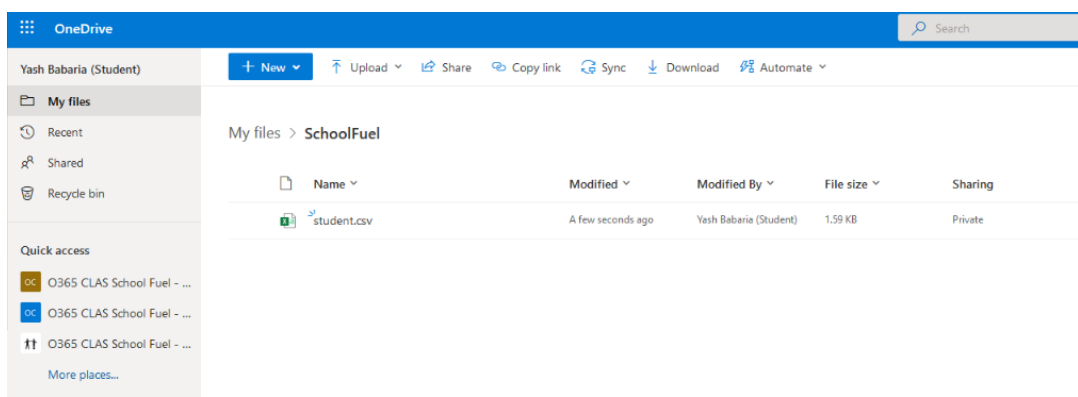 OneDrive
Search
Yash Babaria (Student)
My files
Recent
Shared
Recycle bin
Quick access
OC O365 CLAS School Fuel - ...
OC O365 CLAS School Fuel - ...
O365 CLAS School Fuel - ...
More places...
+ New Upload Share Copy link Sync Download Automate
My files > SchoolFuel
Name Modified Modified By File size Sharing
student.csv A few seconds ago Yash Babaria (Student) 1.59 KB Private